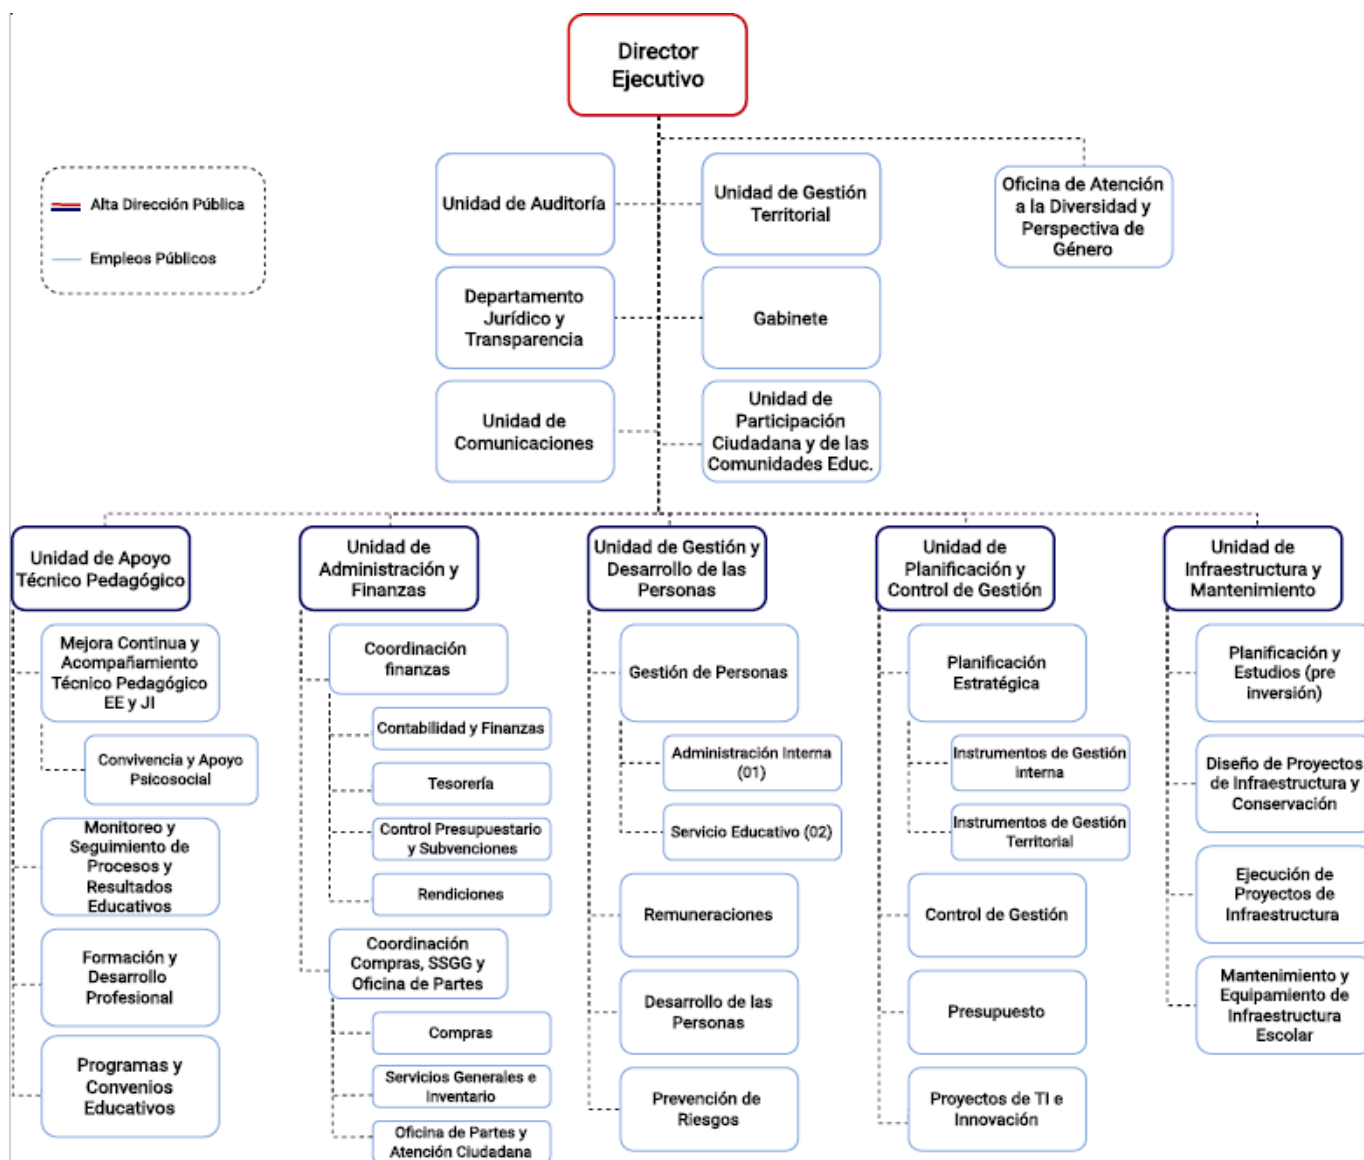 Director
Ejecutivo
Alta Dirección Pública
Empleos Públicos
Unidad de Auditoría
Unidad de Gestión
Territorial
Oficina de Atención
a la Diversidad y
Perspectiva de
Género
Departamento
Jurídico y
Transparencia
Gabinete
Unidad de
Comunicaciones
Unidad de
Participación
Ciudadana y de las
Comunidades Educ.
Unidad de Apoyo
Técnico Pedagógico
Mejora Continua y
Acompañamiento
Técnico Pedagógico
EE y JI
Convivencia y Apoyo
Psicosocial
Monitoreo y
Seguimiento de
Procesos y
Resultados
Educativos
Formación y
Desarrollo
Profesional
Programas y
Convenios
Educativos
Unidad de
Administración y
Finanzas
Coordinación
finanzas
Contabilidad y Finanzas
Tesorería
Control Presupuestario
y Subvenciones
Rendiciones
Coordinación
Compras, SSGG y
Oficina de Partes
Compras
Servicios Generales e
Inventario
Oficina de Partes y
Atención Ciudadana
Unidad de Gestión y
Desarrollo de las
Personas
Gestión de Personas
Administración Interna
(01)
Servicio Educativo (02)
Remuneraciones
Desarrollo de las
Personas
Prevención de
Riesgos
Unidad de
Planificación y
Control de Gestión
Planificación
Estratégica
Instrumentos de Gestión
interna
Instrumentos de Gestión
Territorial
Control de Gestión
Presupuesto
Proyectos de TI e
Innovación
Unidad de
Infraestructura y
Mantenimiento
Planificación y
Estudios (pre
inversión)
Diseño de Proyectos
de Infraestructura y
Conservación
Ejecución de
Proyectos de
Infraestructura
Mantenimiento y
Equipamiento de
Infraestructura
Escolar